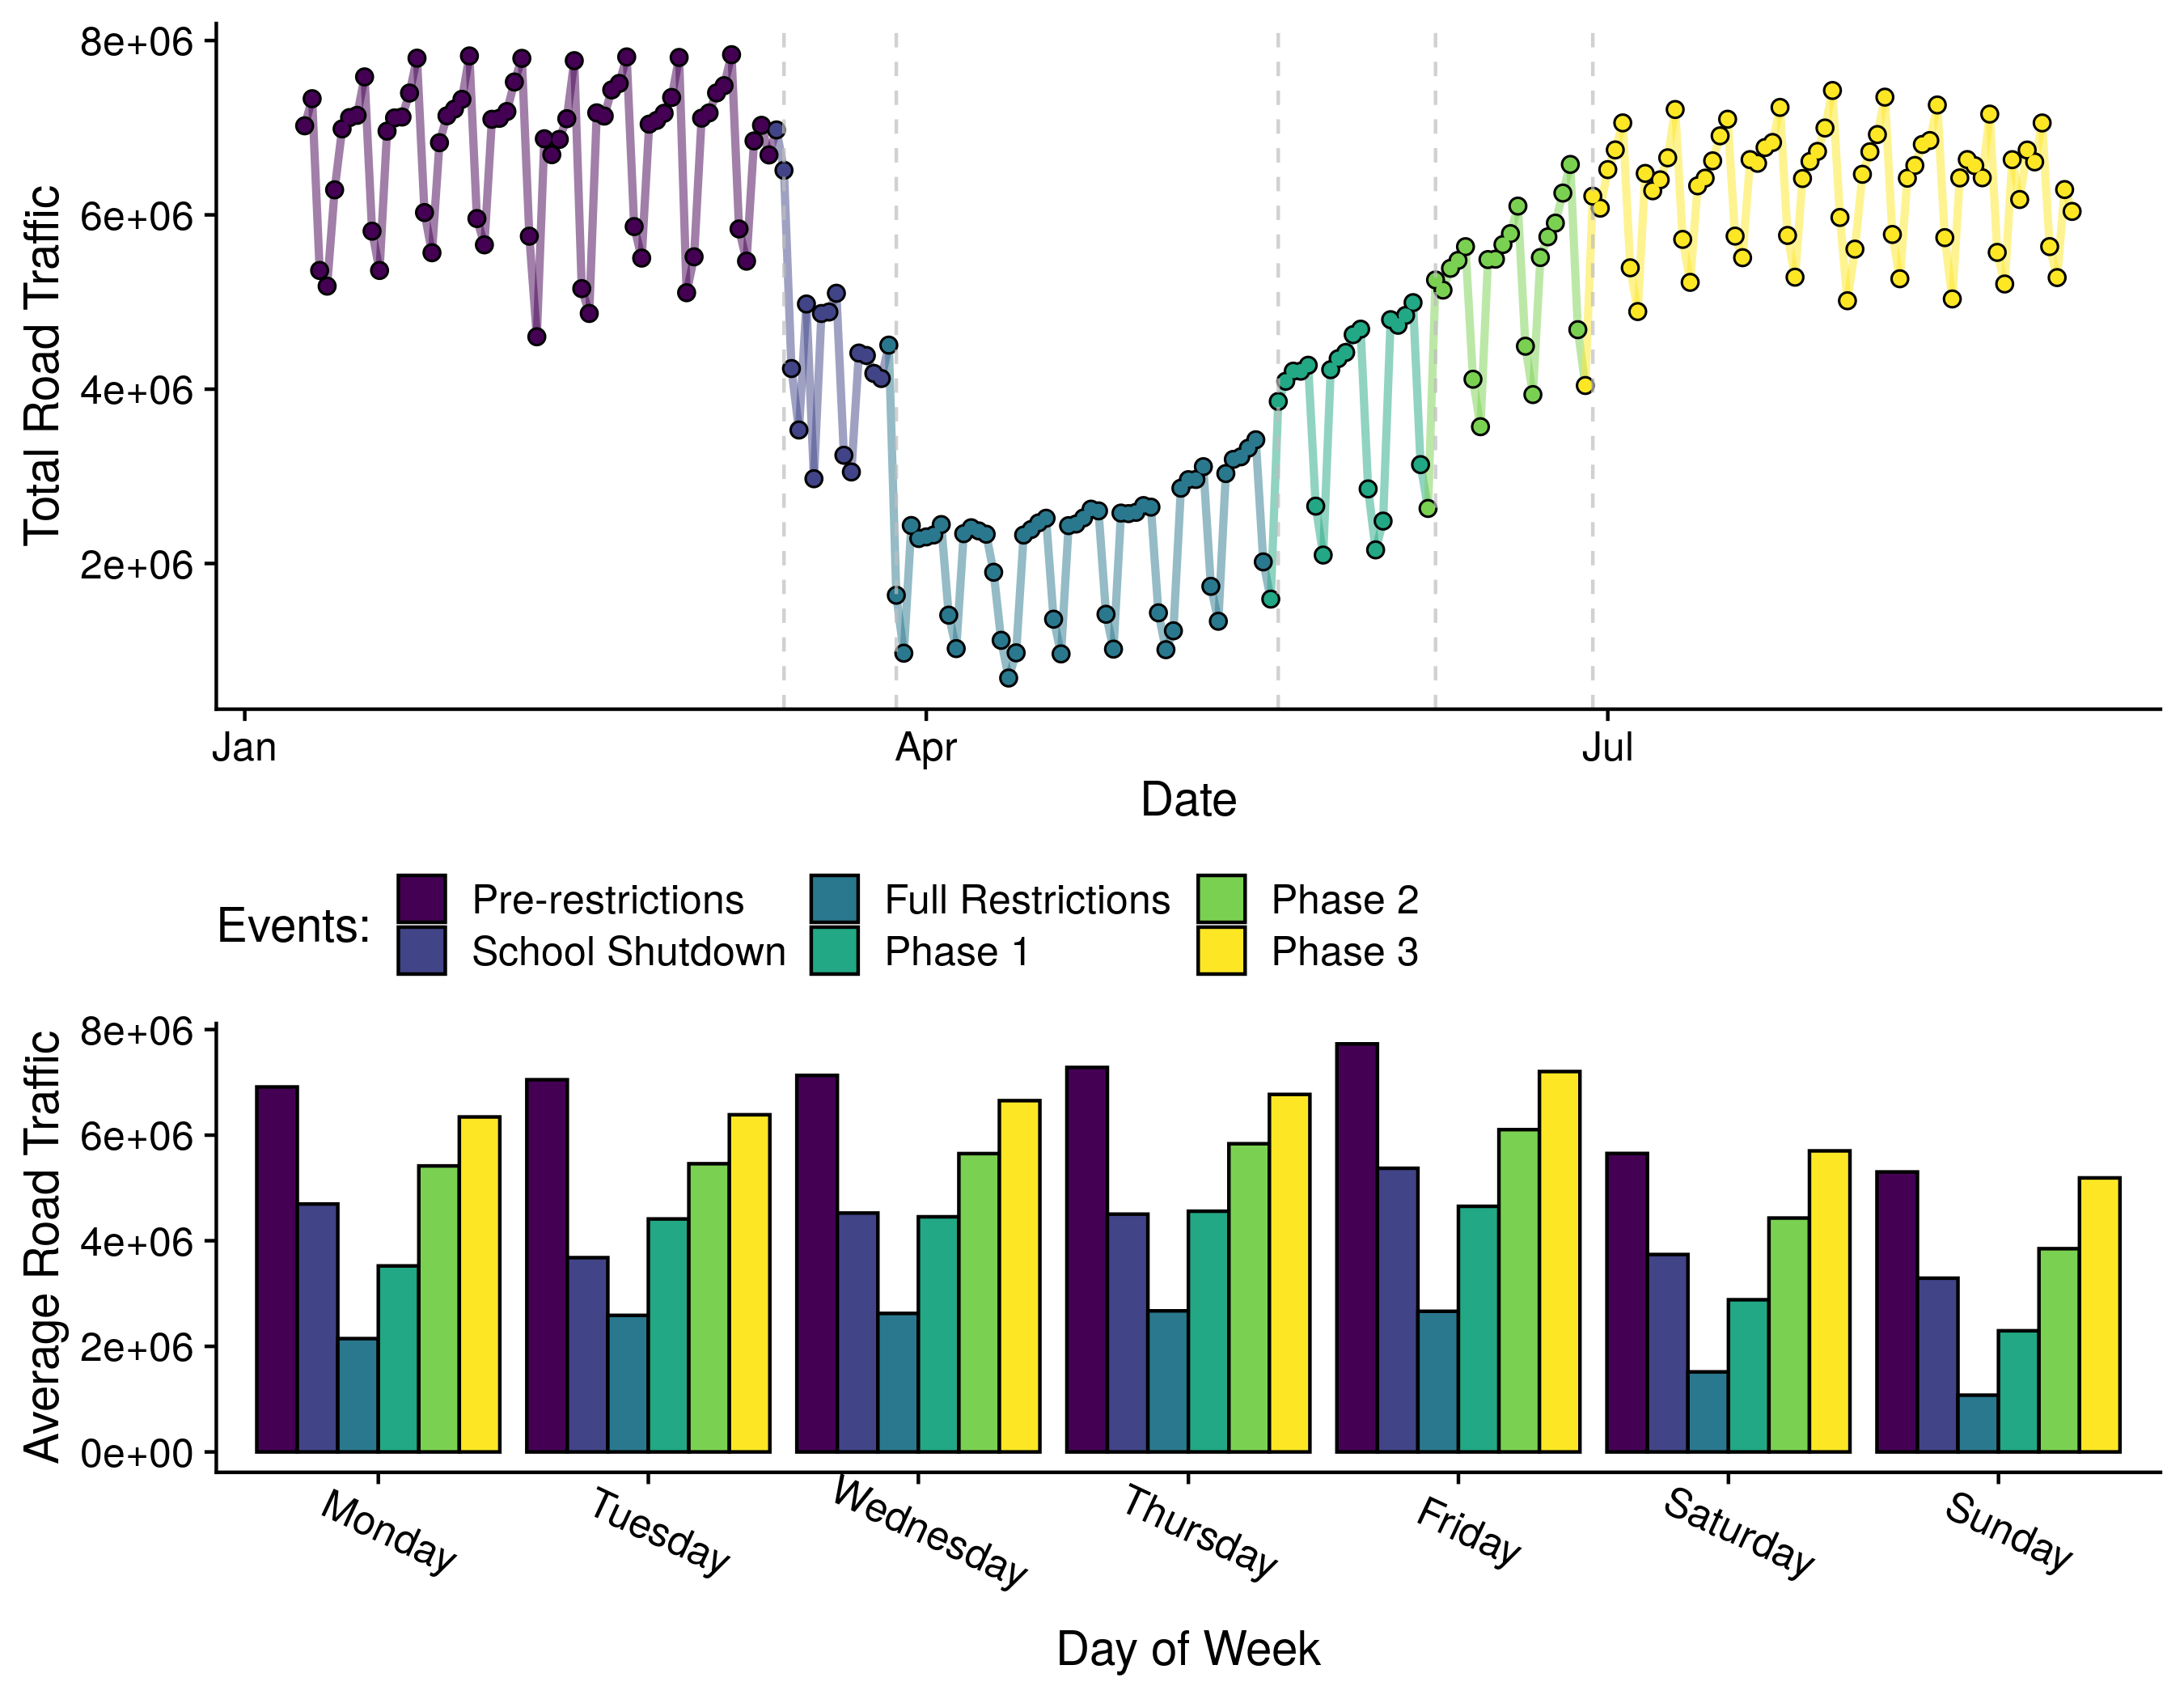 Total Road Traffic
8e+06
6e+06
4e+06
2e+06
Jan Apr Jul
Date
Events:
Pre-restrictions Full Restrictions Phase 2
School Shutdown Phase 1 Phase 3
Average Road Traffic
8e+06
6e+06
4e+06
2e+06
0e+00
Monday Tuesday Wednesday Thursday Friday Saturday Sunday
Day of Week